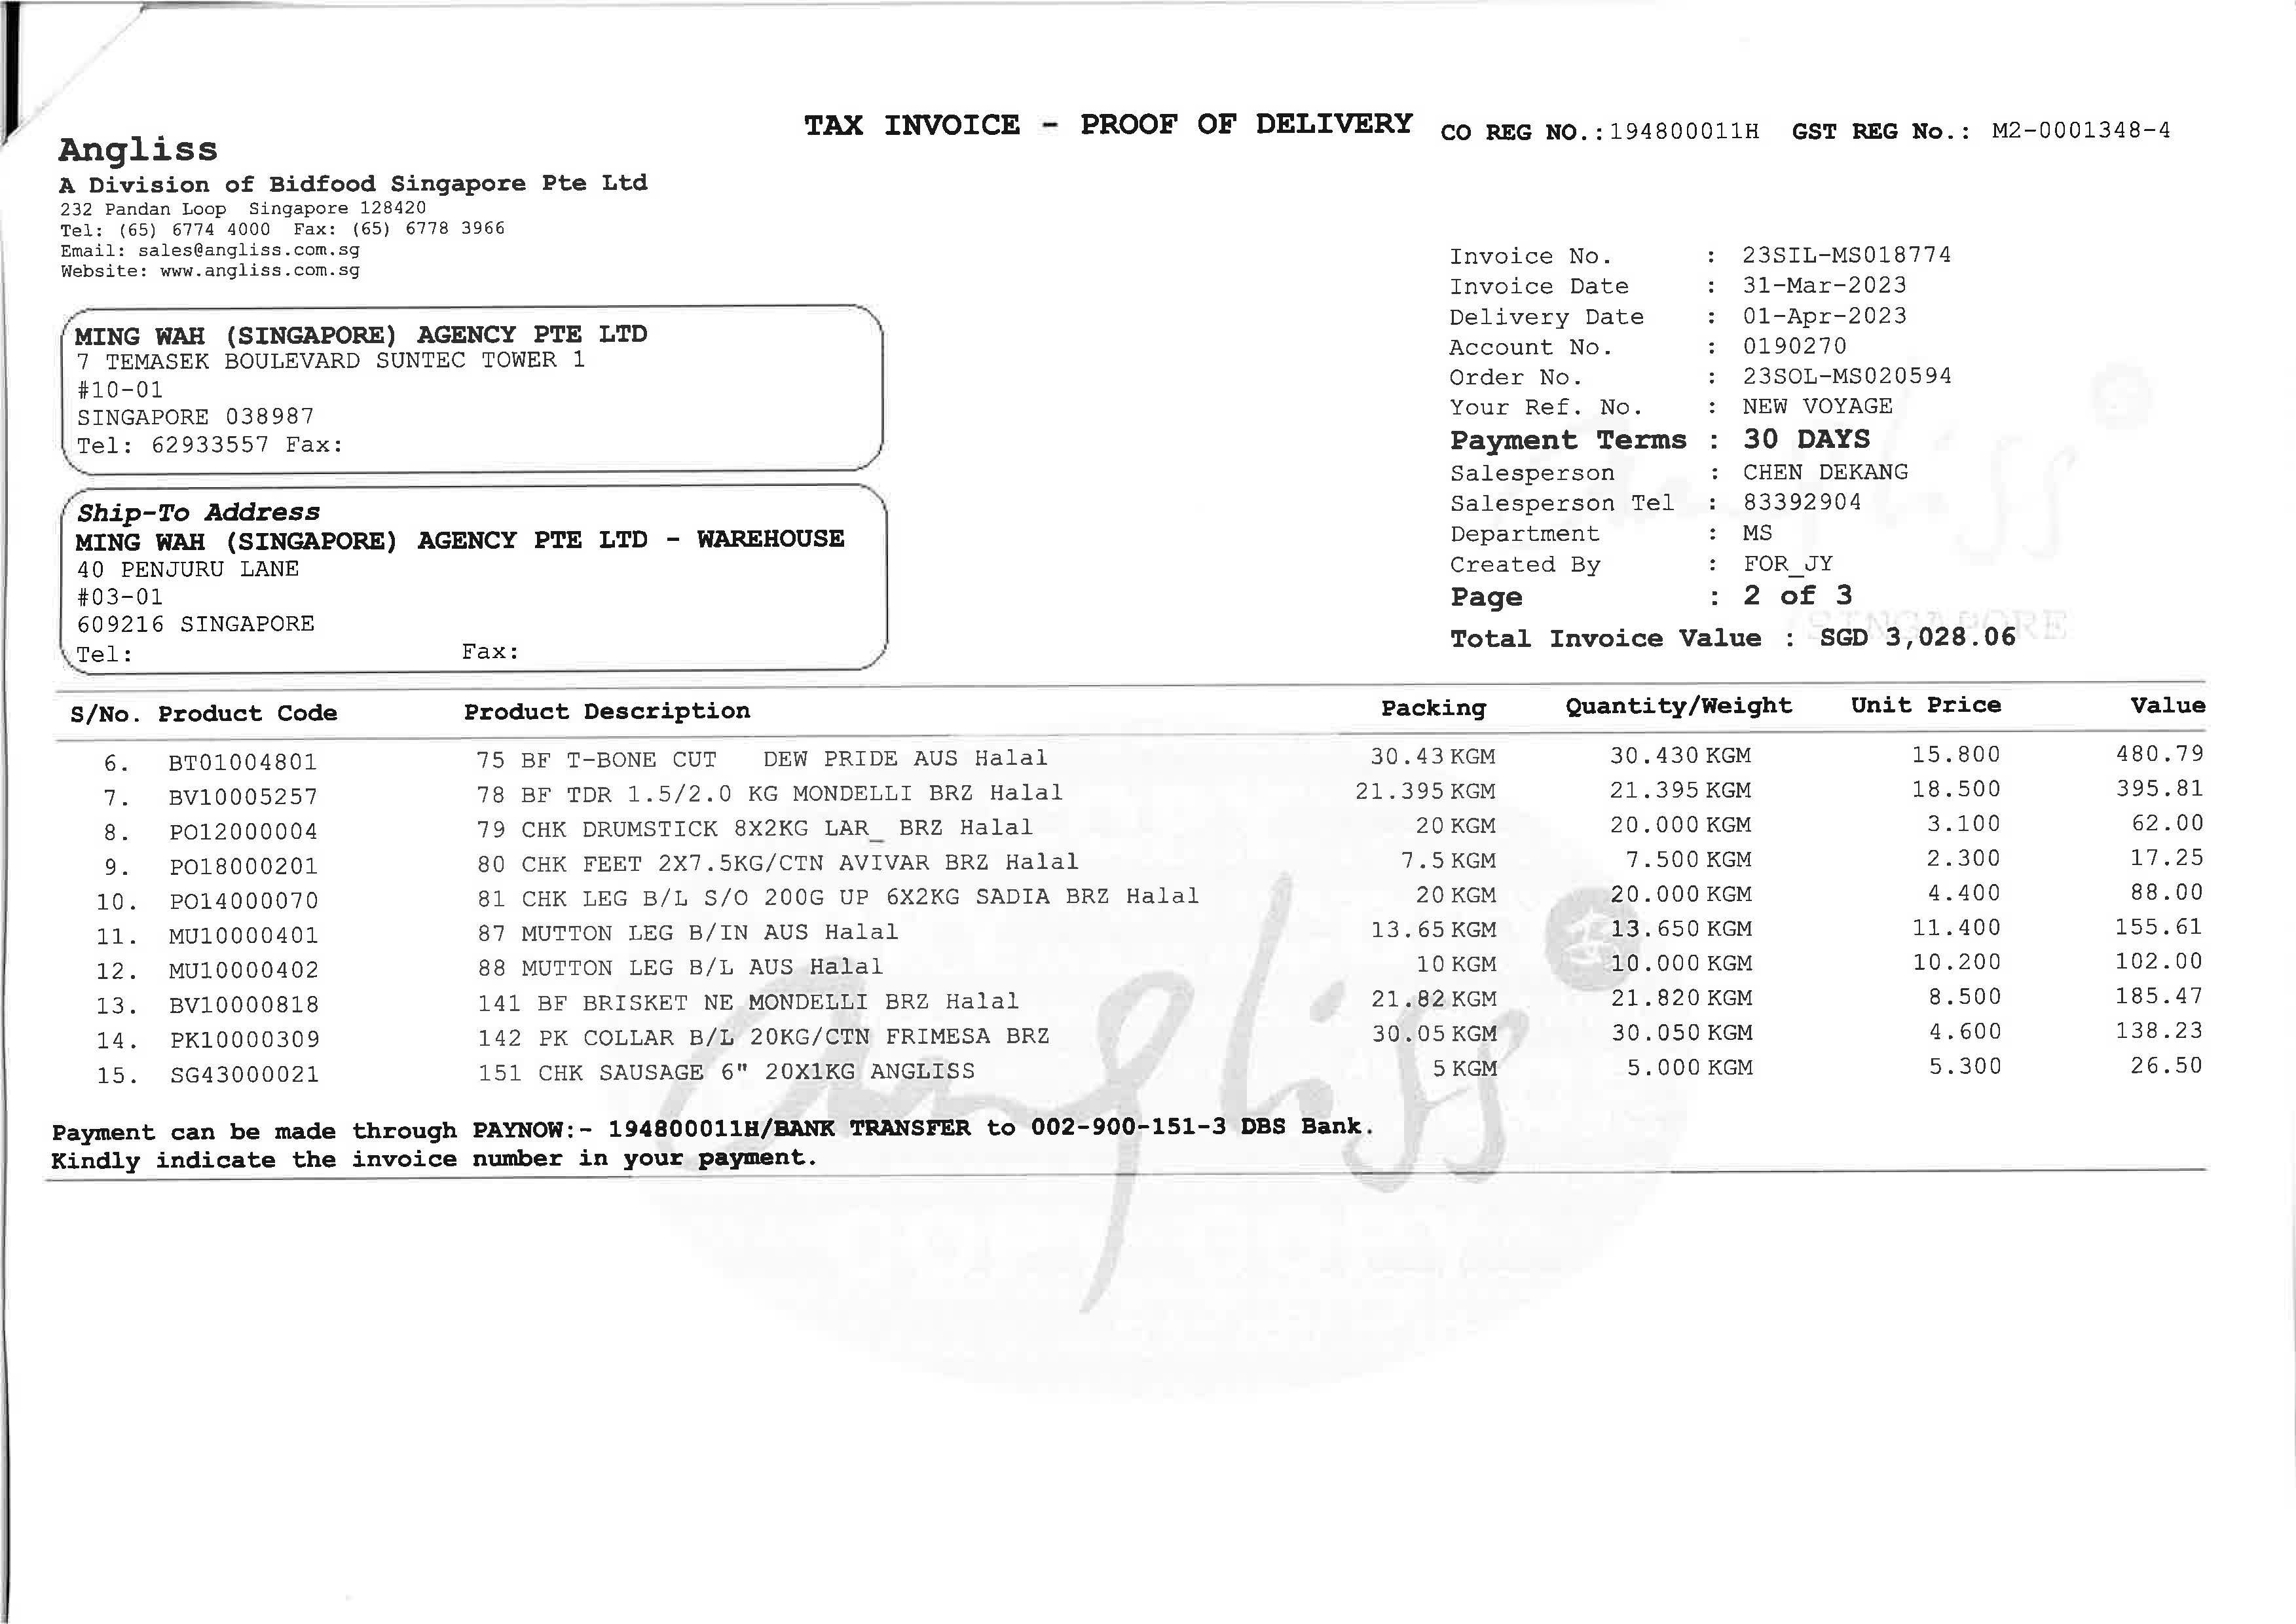 TAX INVOICE - PROOF OF DELIVERY CO REG NO.:194800011H GST REG No.: M2-0001348-4
Angliss
A Division of Bidfood Singapore Pte Ltd
232 Pandan Loop Singapore 128420
Tel: (65) 6774 4000 Fax: (65) 6778 3966
Email: sales@angliss.com.sg
Website: www.angliss.com.sg
MING WAH (SINGAPORE) AGENCY PTE LTD
7 TEMASEK BOULEVARD SUNTEC TOWER 1
#10-01
SINGAPORE 038987
Tel: 62933557 Fax:
Ship-To Address
MING WAH (SINGAPORE) AGENCY PTE LTD - WAREHOUSE
40 PENJURU LANE
#03-01
609216 SINGAPORE
Tel: Fax:
Invoice No. : 23SIL-MS018774
Invoice Date : 31-Mar-2023
Delivery Date : 01-Apr-2023
Account No. : 0190270
Order No. : 23SOL-MS020594
Your Ref. No. : NEW VOYAGE
Payment Terms : 30 DAYS
Salesperson : CHEN DEKANG
Salesperson Tel : 83392904
Department : MS
Created By : FOR_JY
Page : 2 of 3
SINGAPORE
Total Invoice Value : SGD 3,028.06
S/No. Product Code Product Description Packing Quantity/Weight Unit Price Value
6. BT01004801 75 BF T-BONE CUT DEW PRIDE AUS Halal 30.43 KGM 30.430 KGM 15.800 480.79
7. BV10005257 78 BF TDR 1.5/2.0 KG MONDELLI BRZ Halal 21.395 KGM 21.395 KGM 18.500 395.81
8. PO12000004 79 CHK DRUMSTICK 8X2KG LAR_ BRZ Halal 20 KGM 20.000 KGM 3.100 62.00
9. PO18000201 80 CHK FEET 2X7.5KG/CTN AVIVAR BRZ Halal 7.5 KGM 7.500 KGM 2.300 17.25
10. PO14000070 81 CHK LEG B/L S/O 200G UP 6X2KG SADIA BRZ Halal 20 KGM 20.000 KGM 4.400 88.00
11. MU10000401 87 MUTTON LEG B/IN AUS Halal 13.65 KGM 13.650 KGM 11.400 155.61
12. MU10000402 88 MUTTON LEG B/L AUS Halal 10 KGM 10.000 KGM 10.200 102.00
13. BV10000818 141 BF BRISKET NE MONDELLI BRZ Halal 21.82 KGM 21.820 KGM 8.500 185.47
14. PK10000309 142 PK COLLAR B/L 20KG/CTN FRIMESA BRZ 30.05 KGM 30.050 KGM 4.600 138.23
15. SG43000021 151 CHK SAUSAGE 6" 20X1KG ANGLISS 5 KGM 5.000 KGM 5.300 26.50
Angliss
Payment can be made through PAYNOW:- 194800011H/BANK TRANSFER to 002-900-151-3 DBS Bank.
Kindly indicate the invoice number in your payment.